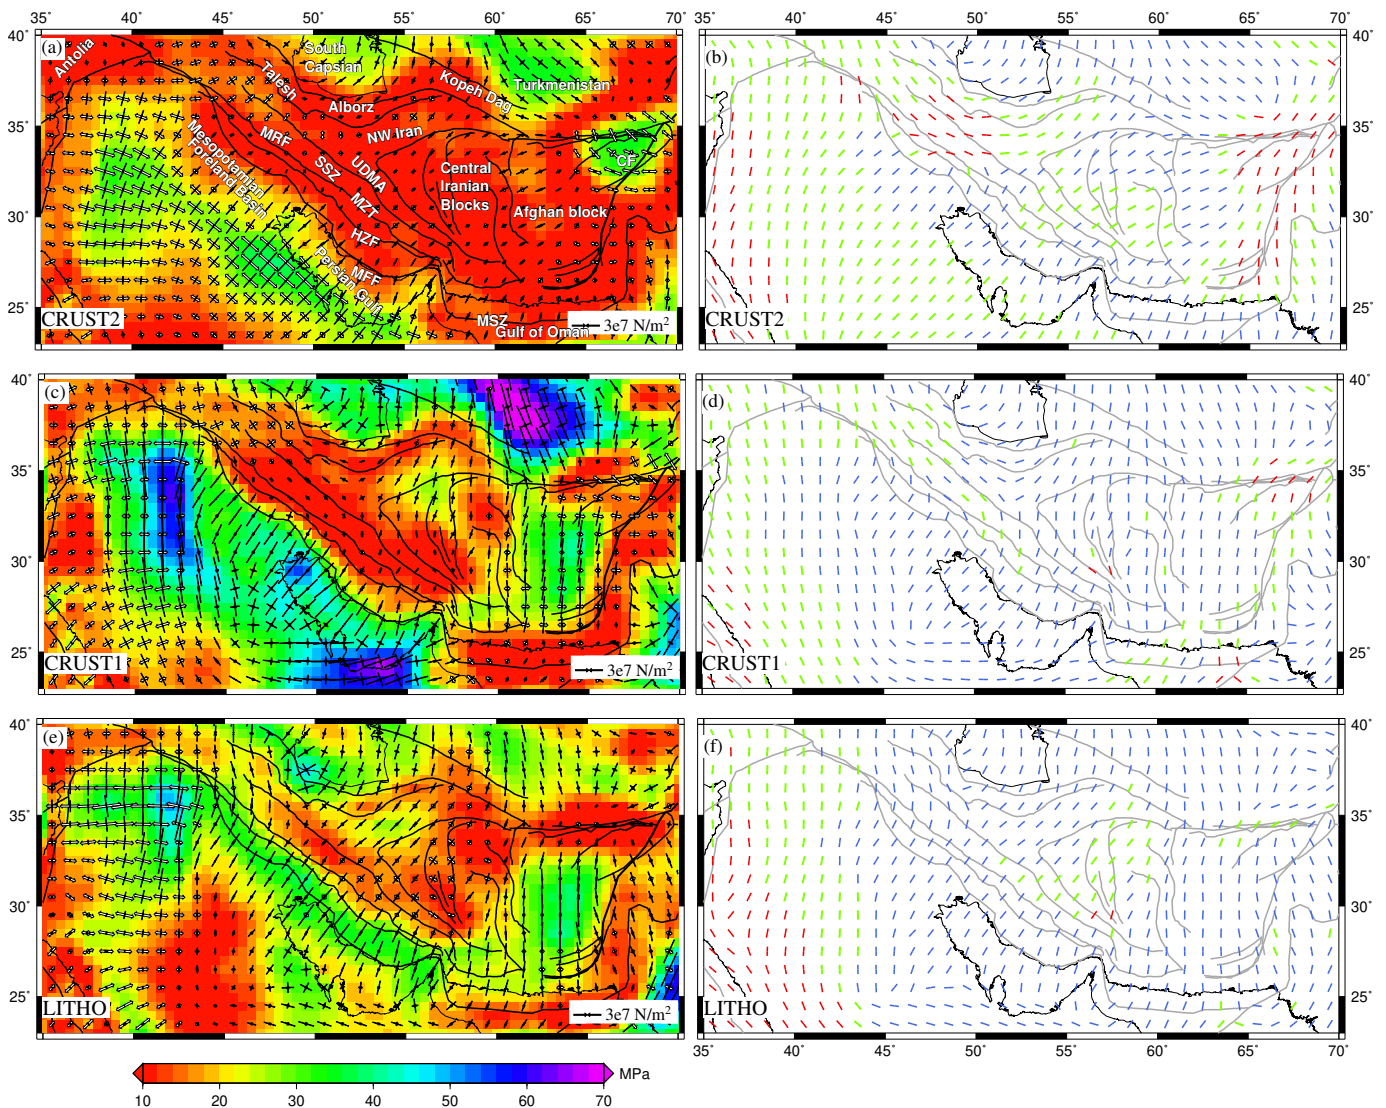 35° 40° 45° 50° 55° 60° 65° 70° 35° 40° 45° 50° 55° 60° 65° 70°
40° (a) Antolia South Capsian Talesh Kopeh Dag Turkmenistan (b) 40°
Alborz
35° MRF NW Iran CF 35°
Mesopotamian Foreland Basin SSZ UDMA Central Iranian Blocks
30° MZT Afghan block 30°
HZF
Persian Gulf MFF
25° MSZ 25°
CRUST2 Gulf of Oman 3e7 N/m² CRUST2
40° (c) (d) 40°
35° 35°
30° 30°
25° CRUST1 3e7 N/m² CRUST1 25°
40° (e) (f) 40°
35° 35°
30° 30°
25° LITHO 3e7 N/m² LITHO 25°
35° 40° 45° 50° 55° 60° 65° 70°
MPa
10 20 30 40 50 60 70